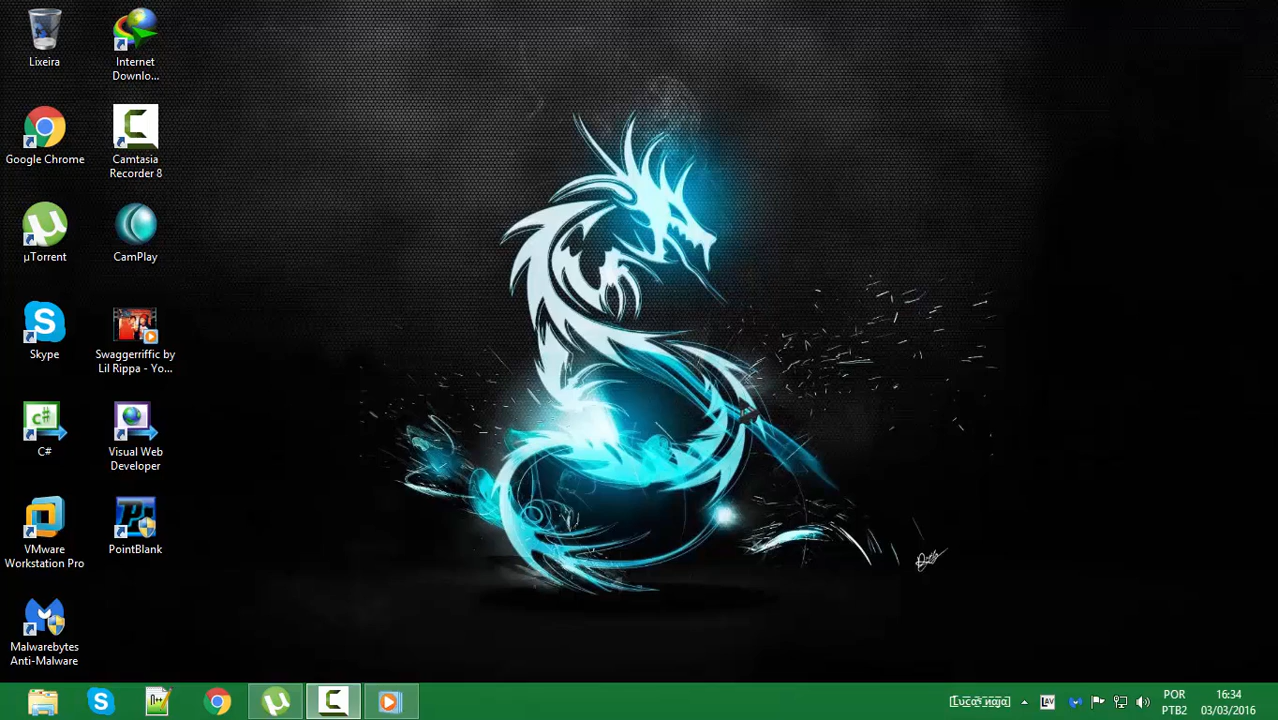 Lixeira
Internet
Downlo...
Google Chrome
Camtasia
Recorder 8
µTorrent
CamPlay
Skype
Swaggerriffic by
Lil Rippa - Yo...
C#
Visual Web
Developer
VMware
Workstation Pro
PointBlank
Malwarebytes
Anti-Malware
POR
PTB2
16:34
03/03/2016